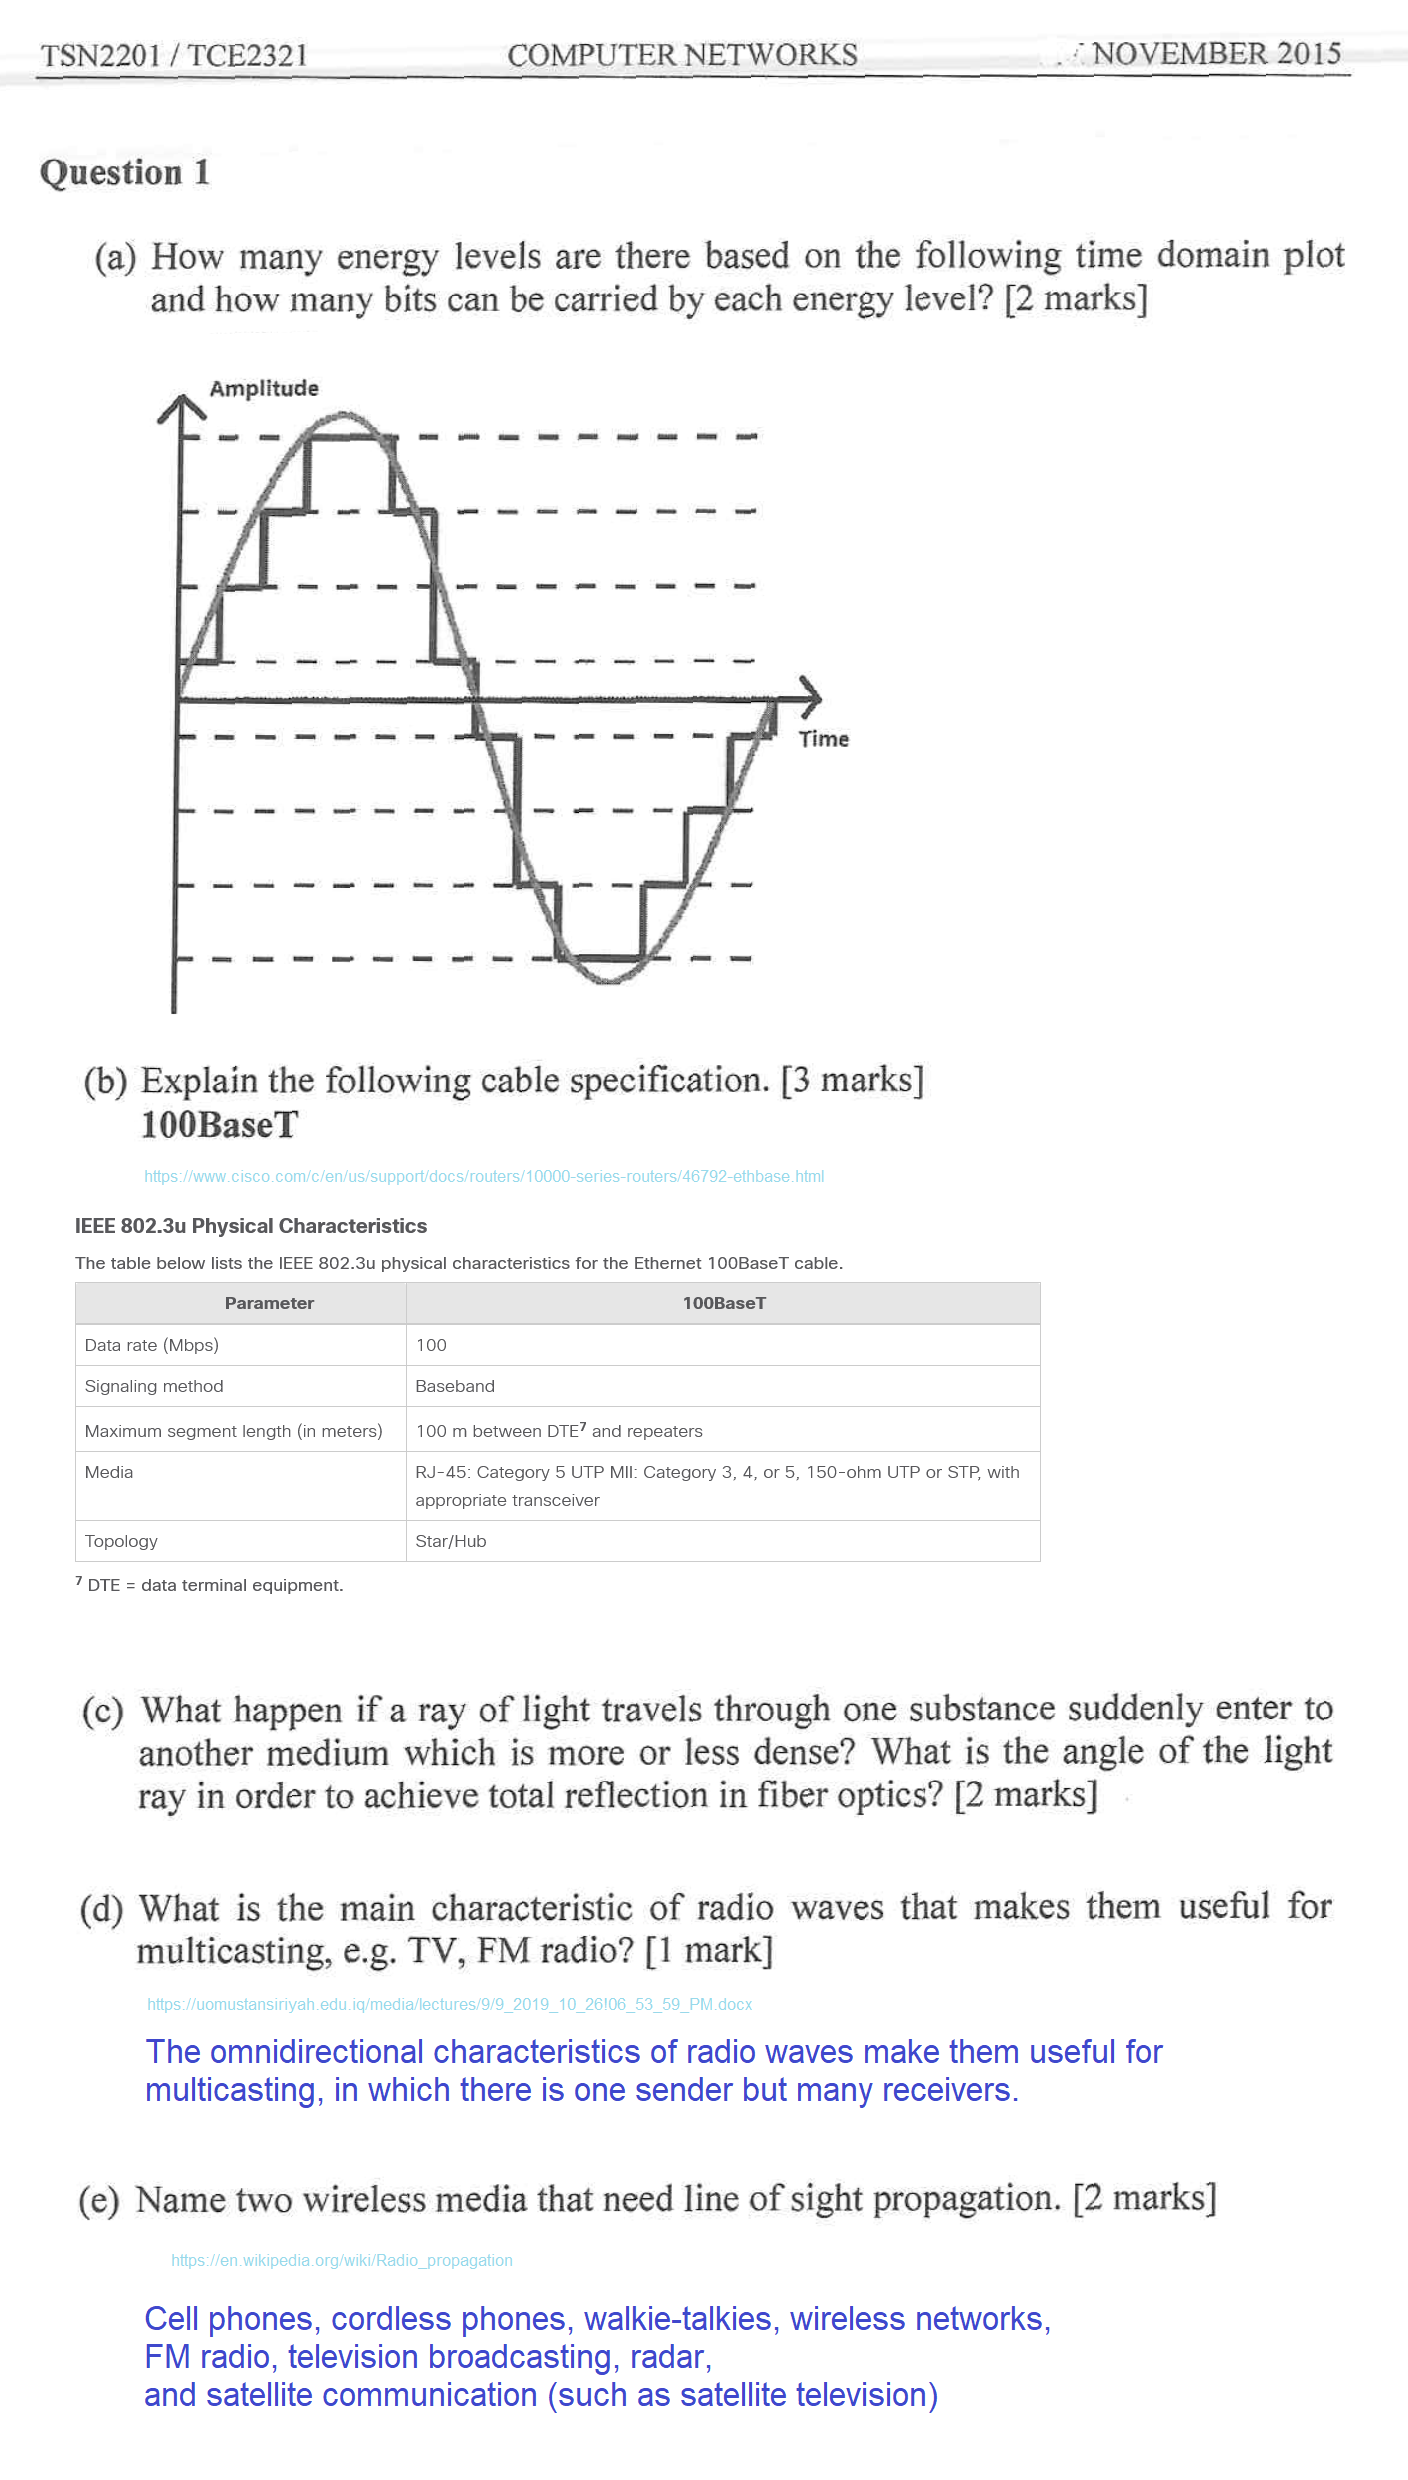 TSN2201 / TCE2321 COMPUTER NETWORKS NOVEMBER 2015
Question 1
(a) How many energy levels are there based on the following time domain plot
and how many bits can be carried by each energy level? [2 marks]
Amplitude
Time
(b) Explain the following cable specification. [3 marks]
100BaseT
https://www.cisco.com/c/en/us/support/docs/routers/10000-series-routers/46792-ethbase.html
IEEE 802.3u Physical Characteristics
The table below lists the IEEE 802.3u physical characteristics for the Ethernet 100BaseT cable.
Parameter 100BaseT
Data rate (Mbps) 100
Signaling method Baseband
Maximum segment length (in meters) 100 m between DTE⁷ and repeaters
Media RJ-45: Category 5 UTP MII: Category 3, 4, or 5, 150-ohm UTP or STP, with
appropriate transceiver
Topology Star/Hub
⁷ DTE = data terminal equipment.
(c) What happen if a ray of light travels through one substance suddenly enter to
another medium which is more or less dense? What is the angle of the light
ray in order to achieve total reflection in fiber optics? [2 marks]
(d) What is the main characteristic of radio waves that makes them useful for
multicasting, e.g. TV, FM radio? [1 mark]
https://uomustansiriyah.edu.iq/media/lectures/9/9_2019_10_26!06_53_59_PM.docx
The omnidirectional characteristics of radio waves make them useful for
multicasting, in which there is one sender but many receivers.
(e) Name two wireless media that need line of sight propagation. [2 marks]
https://en.wikipedia.org/wiki/Radio_propagation
Cell phones, cordless phones, walkie-talkies, wireless networks,
FM radio, television broadcasting, radar,
and satellite communication (such as satellite television)